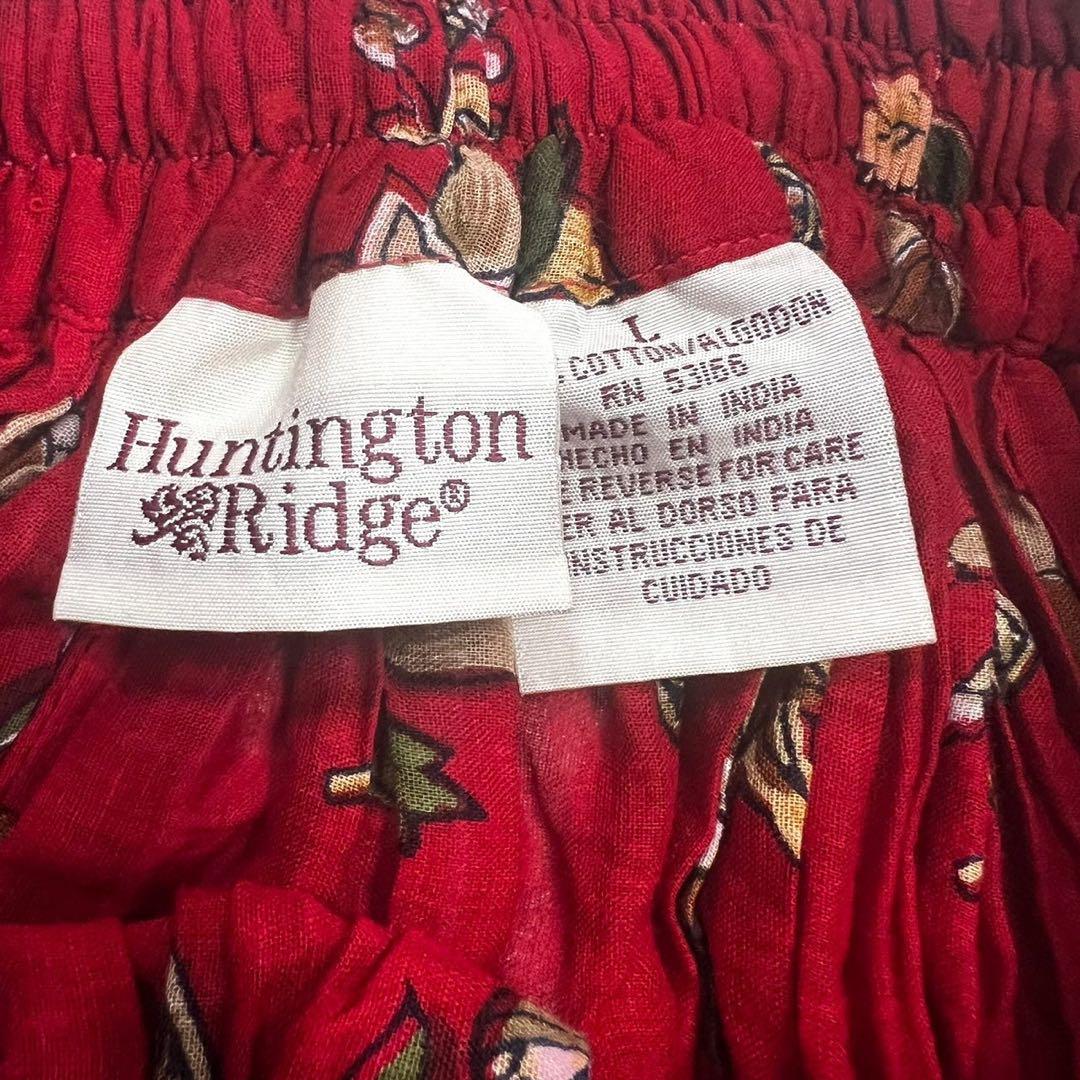 Huntington
Ridge®
L
COTTON/ALGODON
RN 53166
MADE IN INDIA
HECHO EN INDIA
REVERSE FOR CARE
AL DORSO PARA
DE
CUIDADO